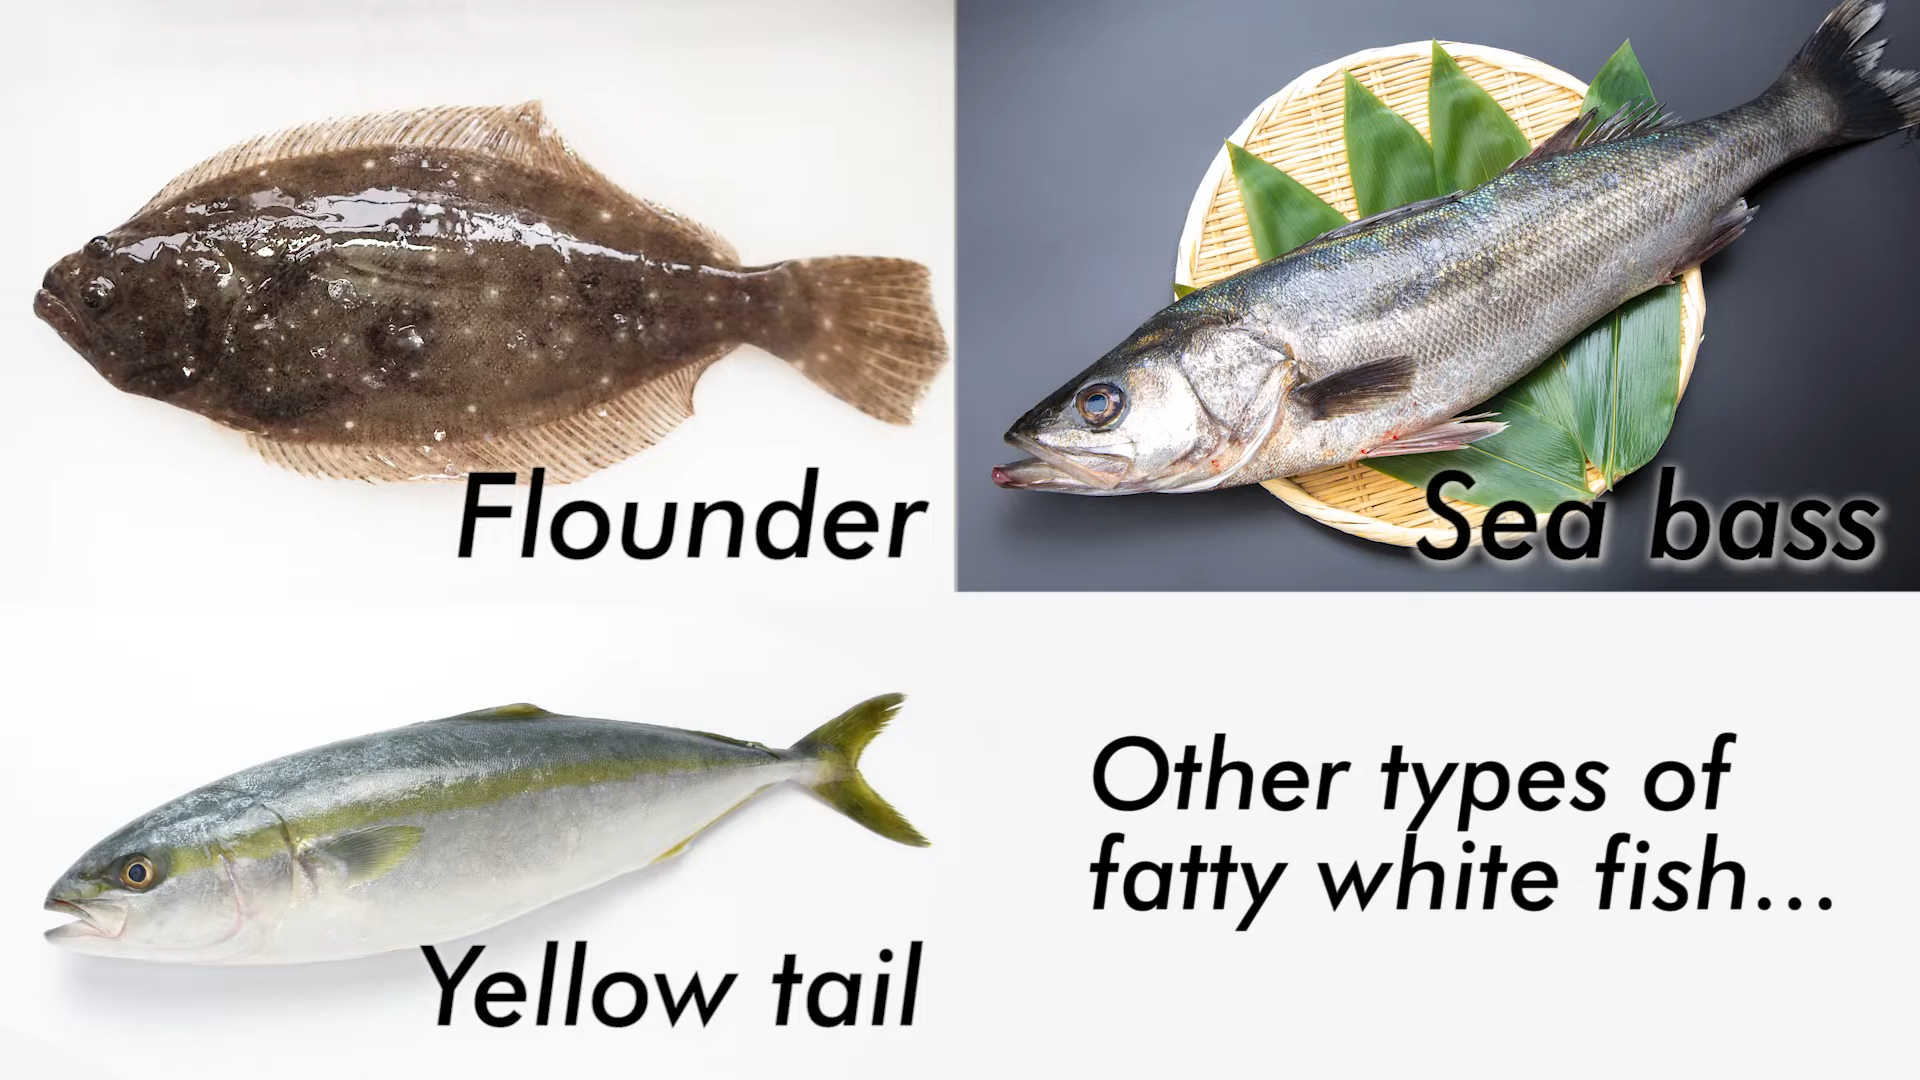 Flounder
Sea bass
Yellow tail
Other types of
fatty white fish...